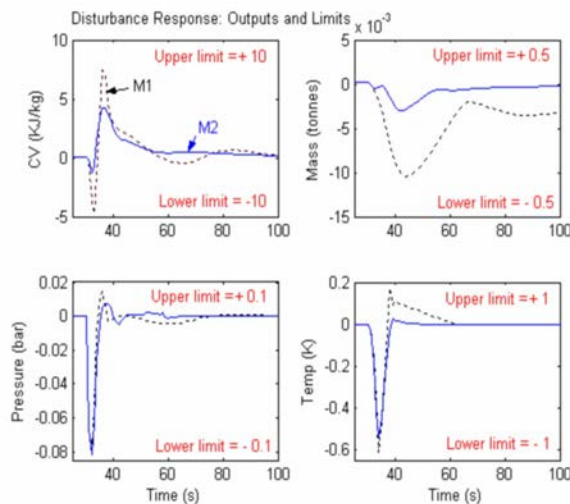 Disturbance Response: Outputs and Limits
x 10^-3
10
5
0
-5
CV (KJ/kg)
Upper limit = + 10
M1
M2
Lower limit = -10
40 60 80 100
Time (s)
5
0
-5
-10
-15
Mass (tonnes)
Upper limit = + 0.5
Lower limit = - 0.5
40 60 80 100
Time (s)
0.02
0
-0.02
-0.04
-0.06
-0.08
Pressure (bar)
Upper limit = + 0.1
Lower limit = - 0.1
40 60 80 100
Time (s)
0.2
0
-0.2
-0.4
-0.6
Temp (K)
Upper limit = + 1
Lower limit = - 1
40 60 80 100
Time (s)